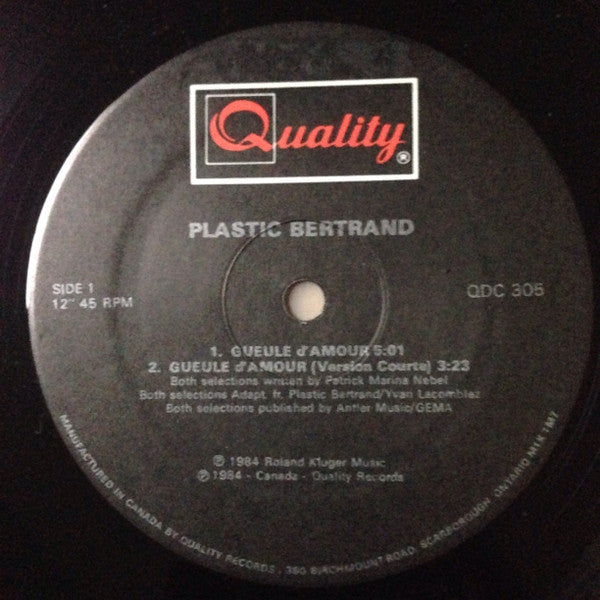 Quality®
PLASTIC BERTRAND
SIDE 1
12" 45 RPM
QDC 305
1. GUEULE d'AMOUR 5:01
2. GUEULE d'AMOUR (Version Courte) 3:23
Both selections written by Patrick Marina Nebel
Both selections Adapt. fr. Plastic Bertrand/Yvan Lacomblez
Both selections published by Antler Music/GEMA
℗ 1984 Roland Kluger Music
℗ 1984 - Canada - Quality Records
MANUFACTURED IN CANADA BY QUALITY RECORDS . 380 BIRCHMOUNT ROAD, SCARBOROUGH, ONTARIO M1K 1M7